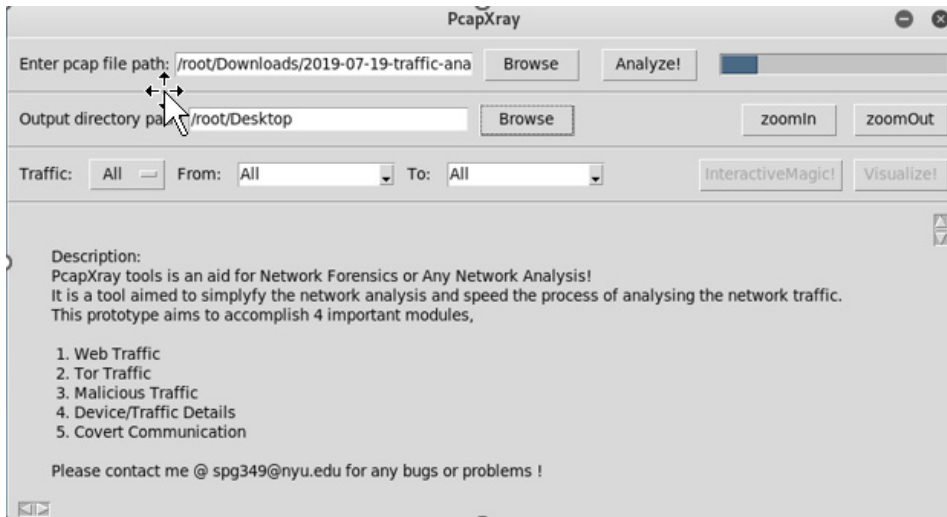 PcapXray
Enter pcap file path: /root/Downloads/2019-07-19-traffic-ana Browse Analyze!
Output directory pa /root/Desktop Browse zoomIn zoomOut
Traffic: All From: All To: All InteractiveMagic! Visualize!
Description:
PcapXray tools is an aid for Network Forensics or Any Network Analysis!
It is a tool aimed to simplyfy the network analysis and speed the process of analysing the network traffic.
This prototype aims to accomplish 4 important modules,
1. Web Traffic
2. Tor Traffic
3. Malicious Traffic
4. Device/Traffic Details
5. Covert Communication
Please contact me @ spg349@nyu.edu for any bugs or problems !